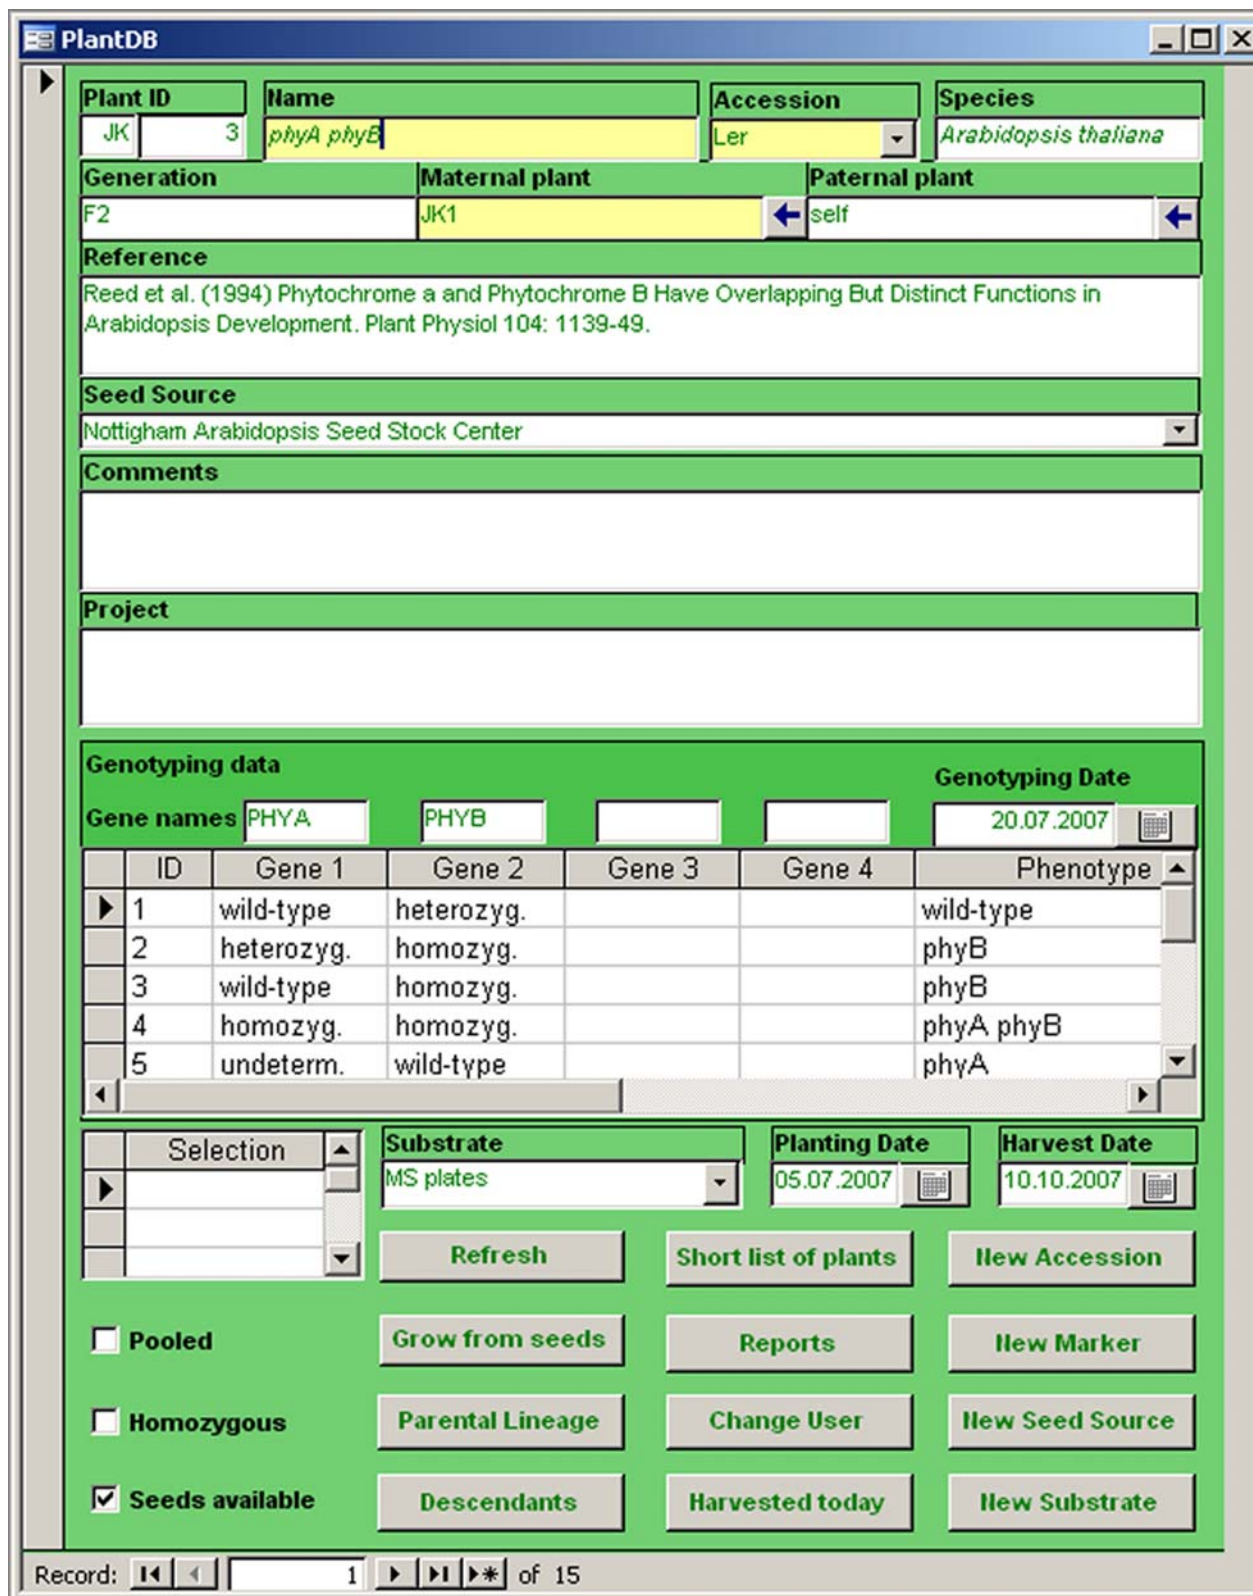 PlantDB
Plant ID Name Accession Species
JK 3 phyA phyB Ler Arabidopsis thaliana
Generation Maternal plant Paternal plant
F2 JK1 self
Reference
Reed et al. (1994) Phytochrome a and Phytochrome B Have Overlapping But Distinct Functions in
Arabidopsis Development. Plant Physiol 104: 1139-49.
Seed Source
Nottigham Arabidopsis Seed Stock Center
Comments
Project
Genotyping data Genotyping Date
Gene names PHYA PHYB 20.07.2007
ID Gene 1 Gene 2 Gene 3 Gene 4 Phenotype
1 wild-type heterozyg. wild-type
2 heterozyg. homozyg. phyB
3 wild-type homozyg. phyB
4 homozyg. homozyg. phyA phyB
5 undeterm. wild-type phyA
Selection Substrate Planting Date Harvest Date
MS plates 05.07.2007 10.10.2007
Refresh Short list of plants New Accession
Pooled Grow from seeds Reports New Marker
Homozygous Parental Lineage Change User New Seed Source
Seeds available Descendants Harvested today New Substrate
Record: 1 of 15